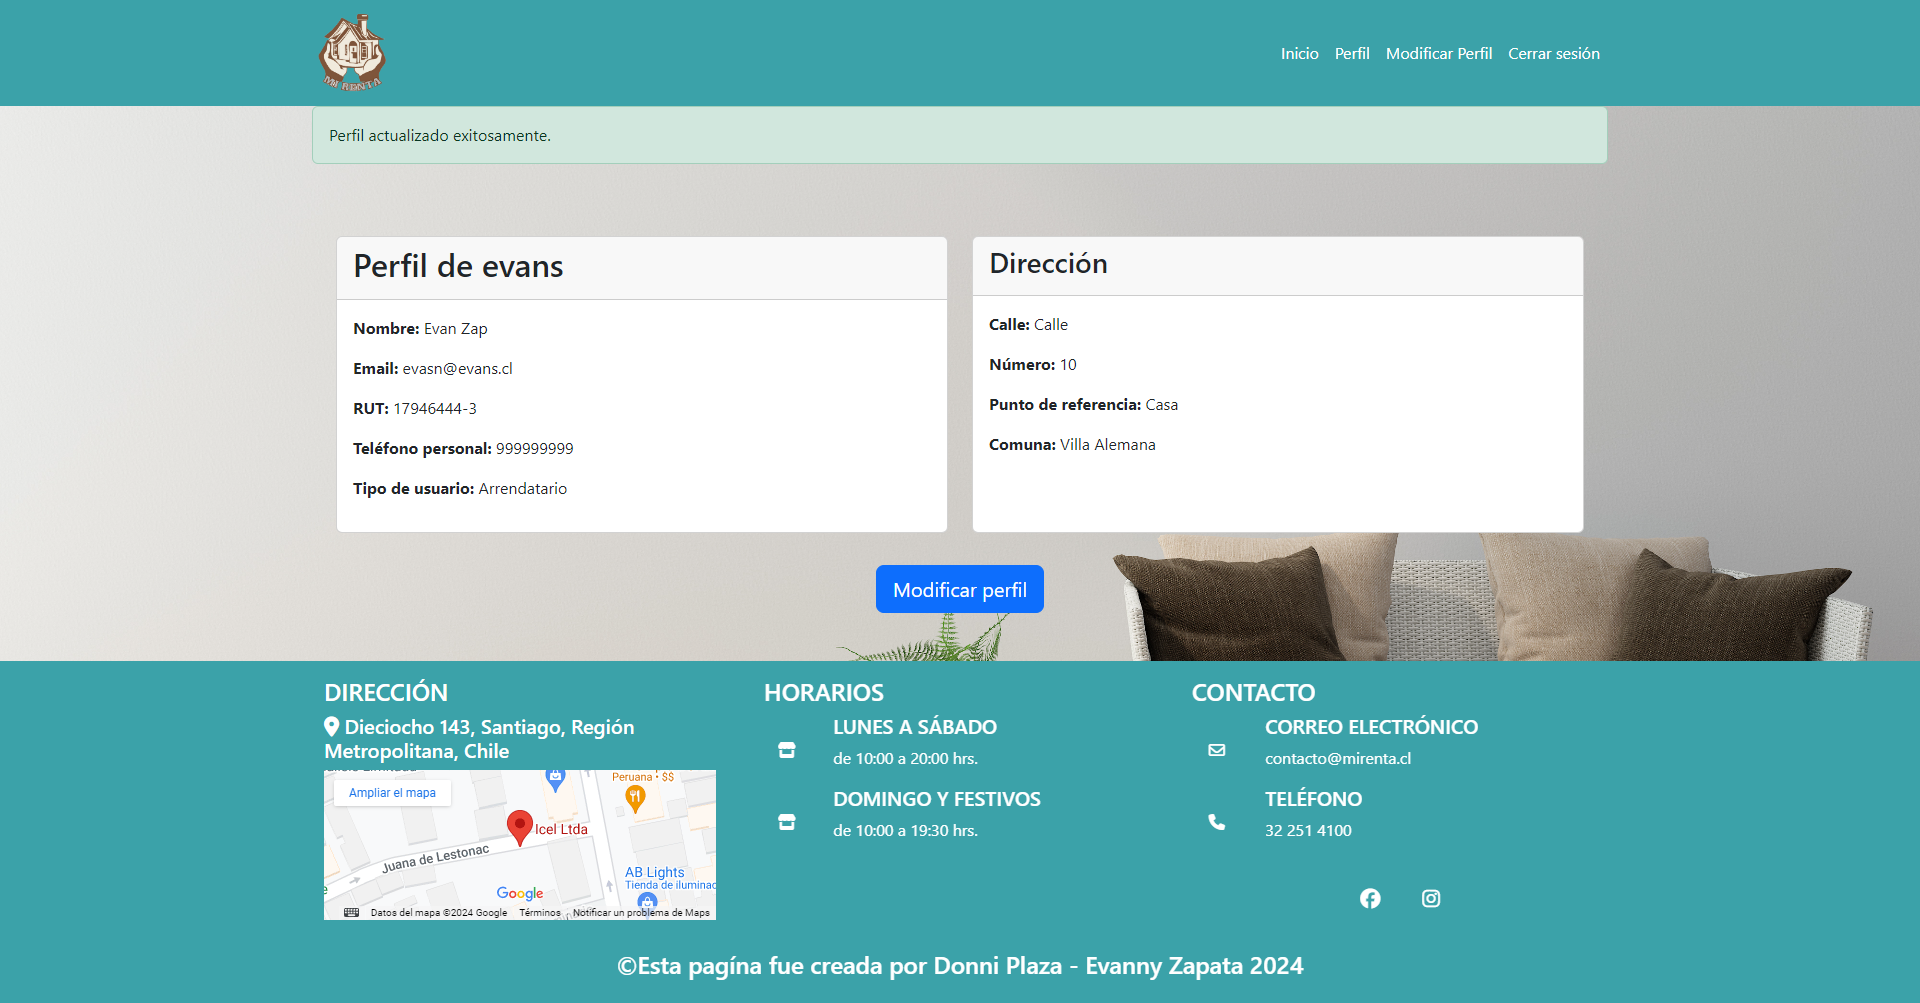 MI RENTA
Inicio Perfil Modificar Perfil Cerrar sesión
Perfil actualizado exitosamente.
Perfil de evans
Nombre: Evan Zap
Email: evasn@evans.cl
RUT: 17946444-3
Teléfono personal: 999999999
Tipo de usuario: Arrendatario
Dirección
Calle: Calle
Número: 10
Punto de referencia: Casa
Comuna: Villa Alemana
Modificar perfil
DIRECCIÓN
Dieciocho 143, Santiago, Región
Metropolitana, Chile
Ampliar el mapa
Peruana • $$
Icel Ltda
Juana de Lestonac
AB Lights
Tienda de iluminac
Google
Datos del mapa ©2024 Google Términos Notificar un problema de Maps
HORARIOS
LUNES A SÁBADO
de 10:00 a 20:00 hrs.
DOMINGO Y FESTIVOS
de 10:00 a 19:30 hrs.
CONTACTO
CORREO ELECTRÓNICO
contacto@mirenta.cl
TELÉFONO
32 251 4100
©Esta pagína fue creada por Donni Plaza - Evanny Zapata 2024